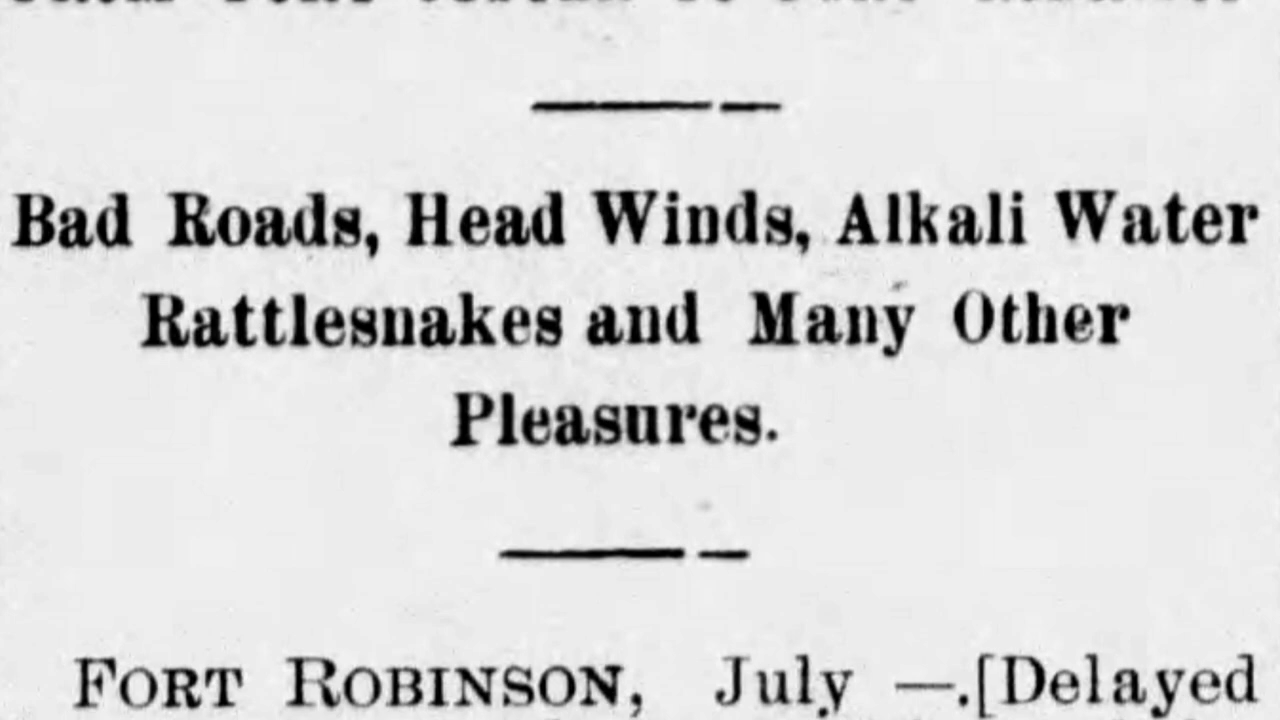 Bad Roads, Head Winds, Alkali Water
Rattlesnakes and Many Other
Pleasures.
FORT ROBINSON, July —.[Delayed